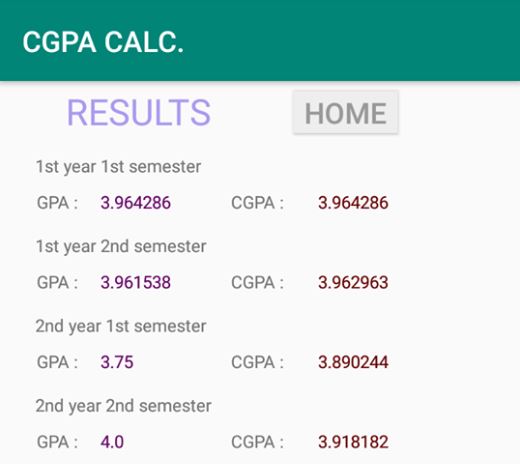 CGPA CALC.
RESULTS HOME
1st year 1st semester
GPA : 3.964286 CGPA : 3.964286
1st year 2nd semester
GPA : 3.961538 CGPA : 3.962963
2nd year 1st semester
GPA : 3.75 CGPA : 3.890244
2nd year 2nd semester
GPA : 4.0 CGPA : 3.918182